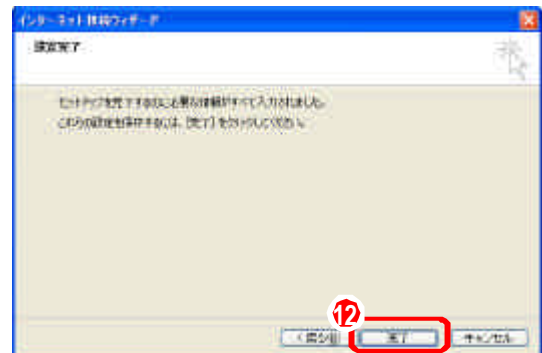 インターネット接続ウィザード
設定完了
セットアップを完了するのに必要な情報がすべて入力されました。
これらの設定を保存するには、[完了] をクリックしてください。
12
< 戻る(B)
完了
キャンセル